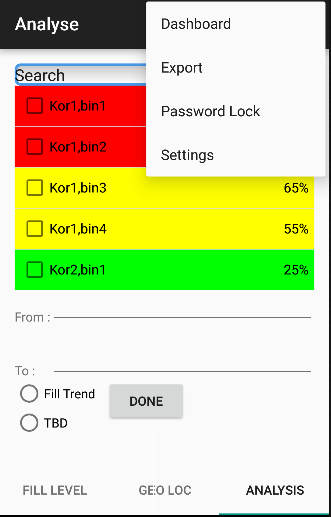 Analyse
Dashboard
Export
Password Lock
Settings
Search
Kor1,bin1
Kor1,bin2
Kor1,bin3 65%
Kor1,bin4 55%
Kor2,bin1 25%
From :
To :
Fill Trend
DONE
TBD
FILL LEVEL GEO LOC ANALYSIS